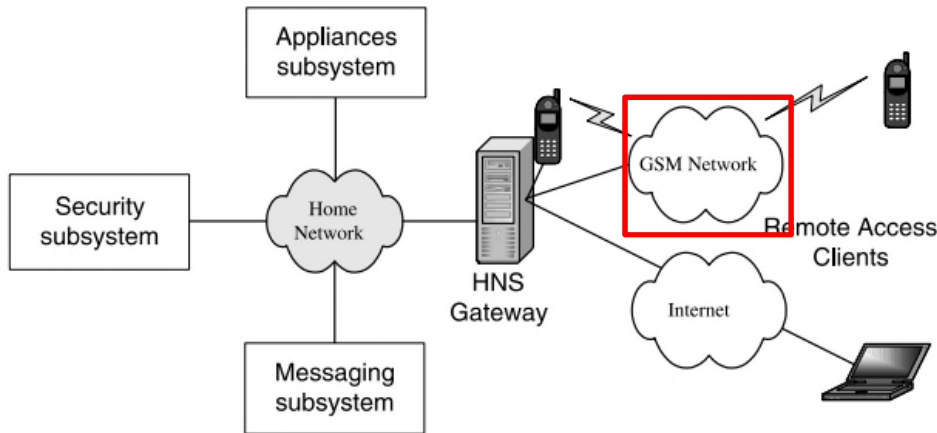 Appliances
subsystem
Security
subsystem
Home
Network
GSM Network
Remote Access
Clients
HNS
Gateway
Internet
Messaging
subsystem